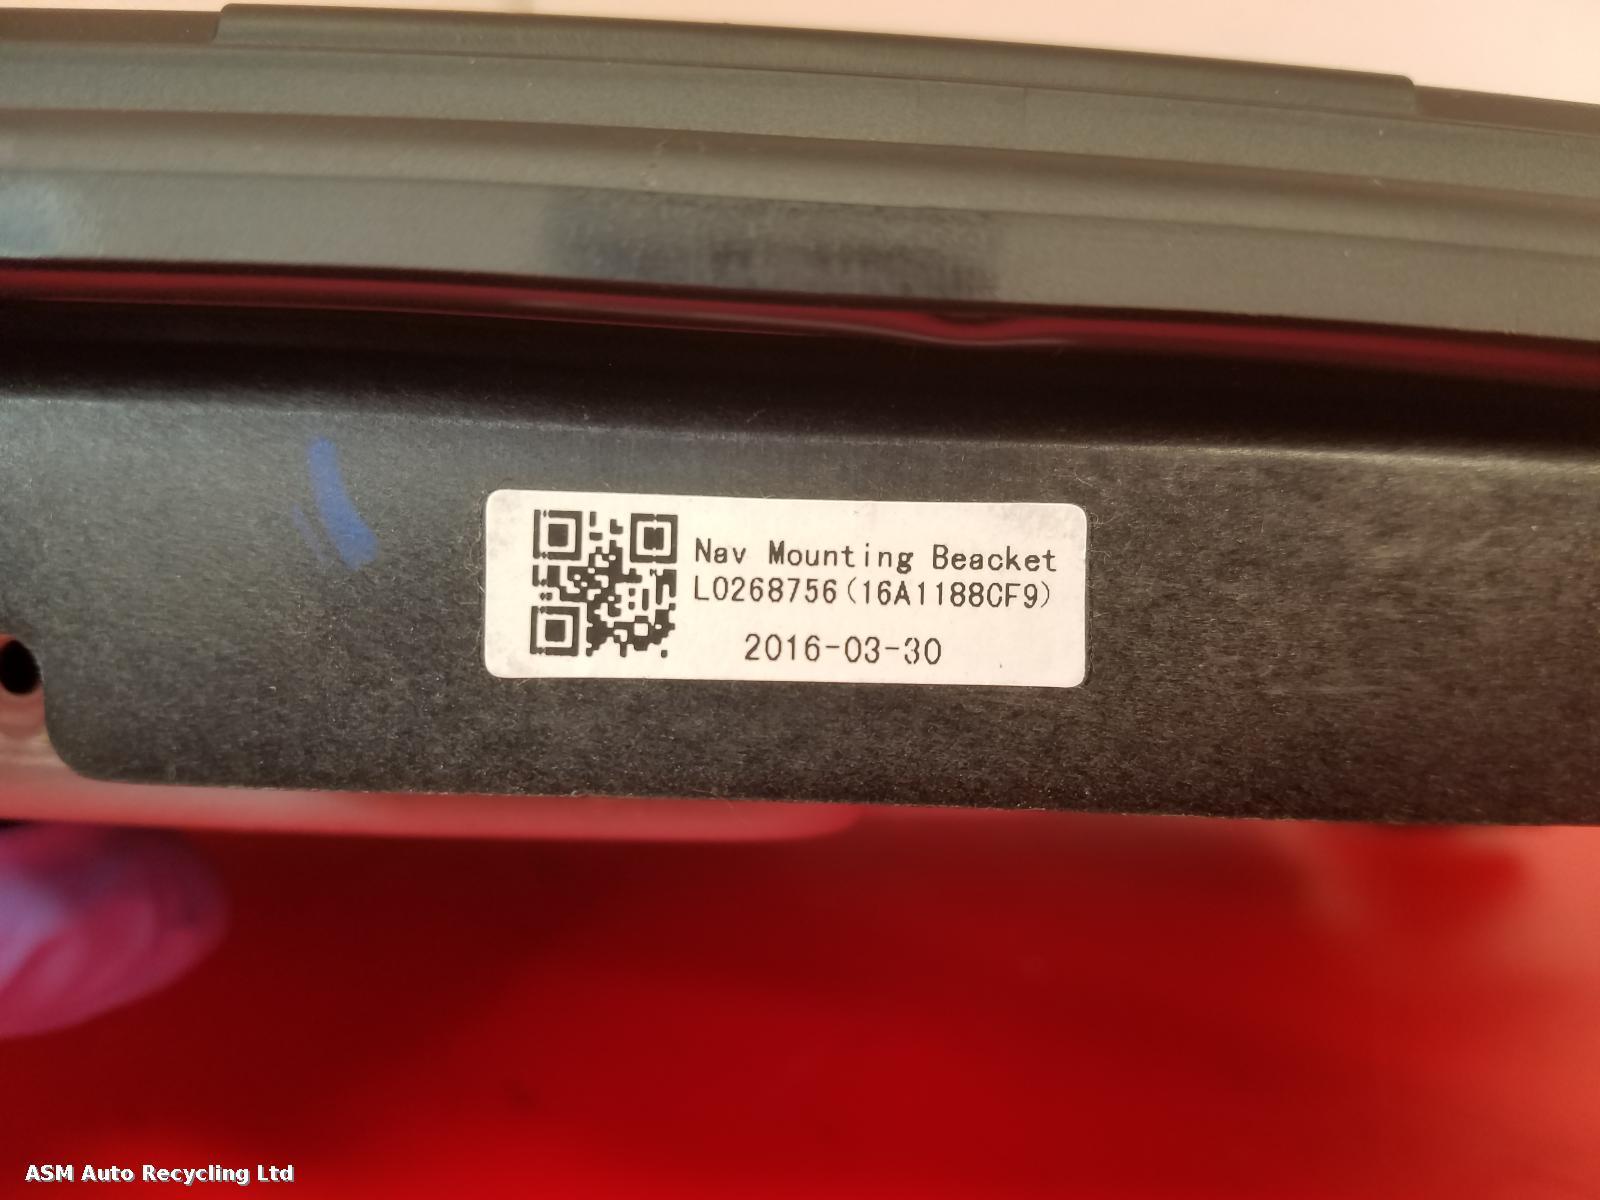 Nav Mounting Beacket
L0268756(16A1188CF9)
2016-03-30
ASM Auto Recycling Ltd